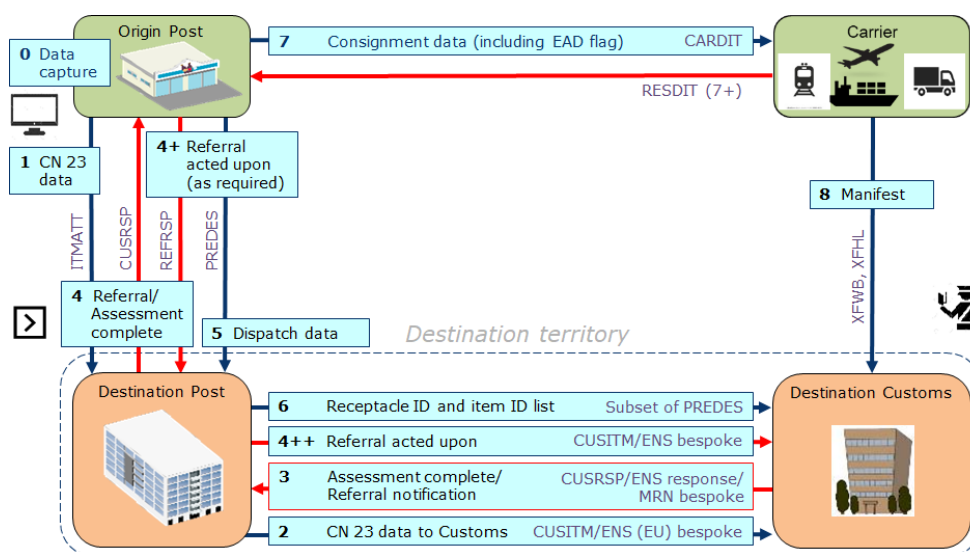 Origin Post
0 Data
capture
7 Consignment data (including EAD flag) CARDIT
Carrier
RESDIT (7+)
1 CN 23
data
4+ Referral
acted upon
(as required)
8 Manifest
ITMATT
CUSRSP
REFRSP
PREDES
XFWB, XFHL
4 Referral/
Assessment
complete
5 Dispatch data
Destination territory
Destination Post
Destination Customs
6 Receptacle ID and item ID list Subset of PREDES
4++ Referral acted upon CUSITM/ENS bespoke
3 Assessment complete/ CUSRSP/ENS response/
Referral notification MRN bespoke
2 CN 23 data to Customs CUSITM/ENS (EU) bespoke